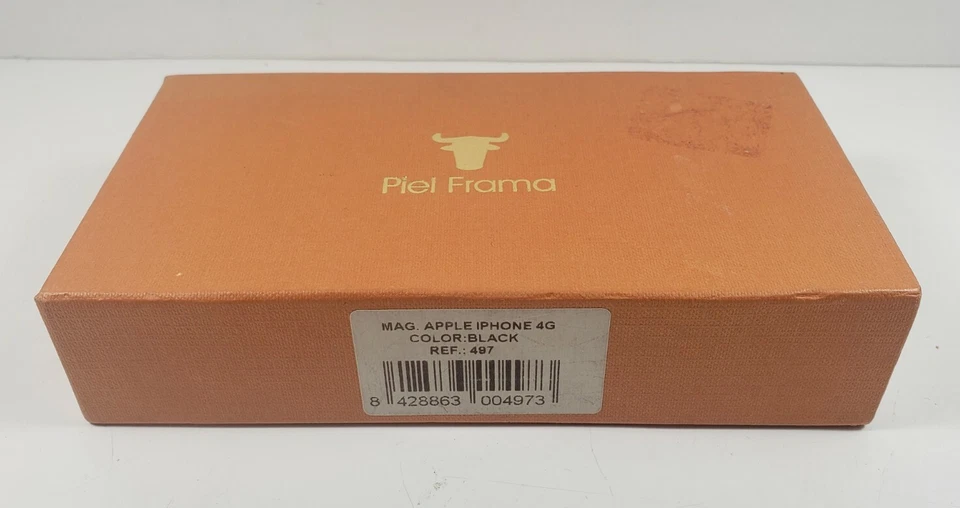 Piel Frama
MAG. APPLE IPHONE 4G
COLOR:BLACK
REF.: 497
8 428863 004973